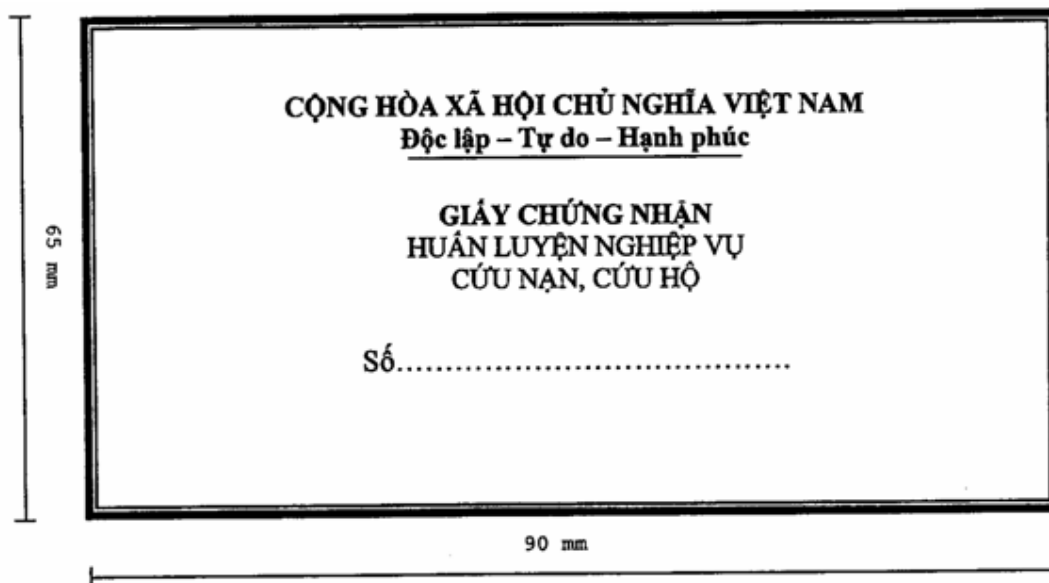 CỘNG HÒA XÃ HỘI CHỦ NGHĨA VIỆT NAM
Độc lập – Tự do – Hạnh phúc
GIẤY CHỨNG NHẬN
HUẤN LUYỆN NGHIỆP VỤ
CỨU NẠN, CỨU HỘ
65 mm
Số.......................................
90 mm